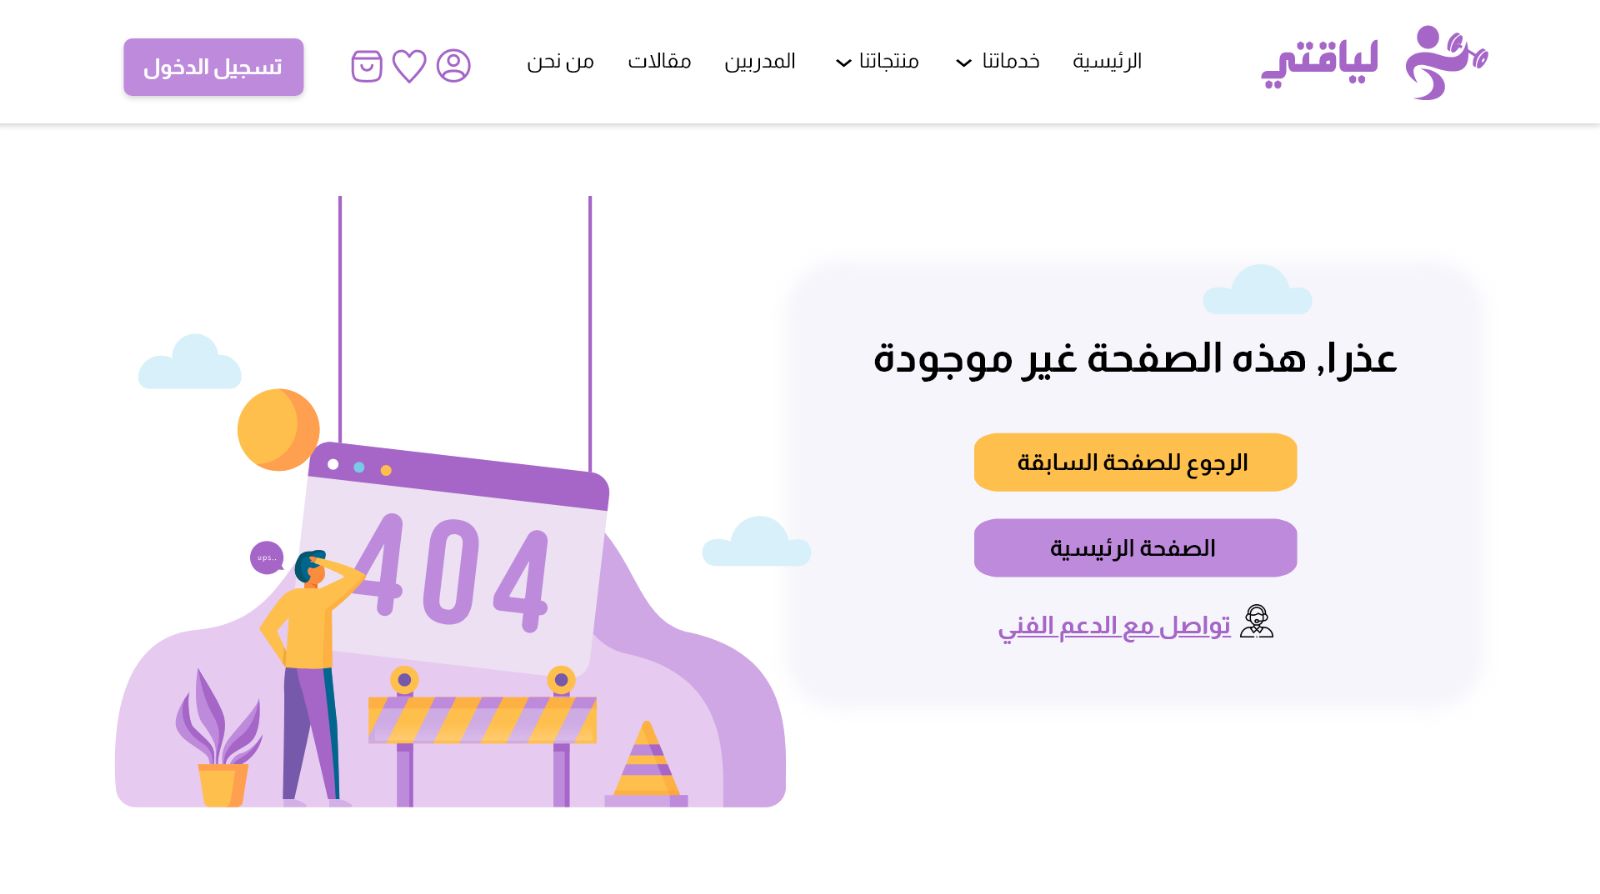 لياقتي
الرئيسية
خدماتنا
منتجاتنا
المدربين
مقالات
من نحن
تسجيل الدخول
عذرا, هذه الصفحة غير موجودة
الرجوع للصفحة السابقة
الصفحة الرئيسية
تواصل مع الدعم الفني
404
ups..